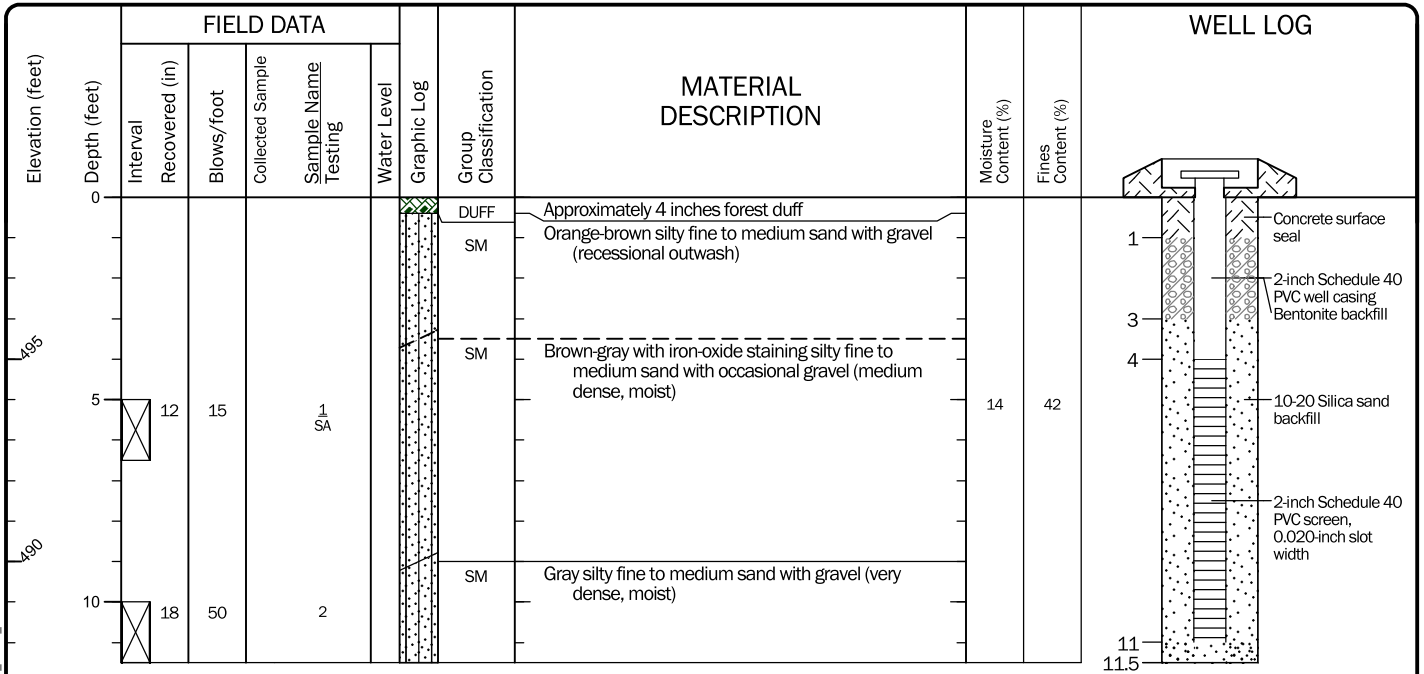 FIELD DATA
WELL LOG
Elevation (feet)
Depth (feet)
Interval
Recovered (in)
Blows/foot
Collected Sample
Sample Name
Testing
Water Level
Graphic Log
Group
Classification
MATERIAL
DESCRIPTION
Moisture
Content (%)
Fines
Content (%)
0
DUFF
Approximately 4 inches forest duff
SM
Orange-brown silty fine to medium sand with gravel
(recessional outwash)
Concrete surface
seal
1
2-inch Schedule 40
PVC well casing
Bentonite backfill
3
495
SM
Brown-gray with iron-oxide staining silty fine to
medium sand with occasional gravel (medium
dense, moist)
4
5
12
15
1
SA
14
42
10-20 Silica sand
backfill
2-inch Schedule 40
PVC screen,
0.020-inch slot
width
490
SM
Gray silty fine to medium sand with gravel (very
dense, moist)
10
18
50
2
11
11.5